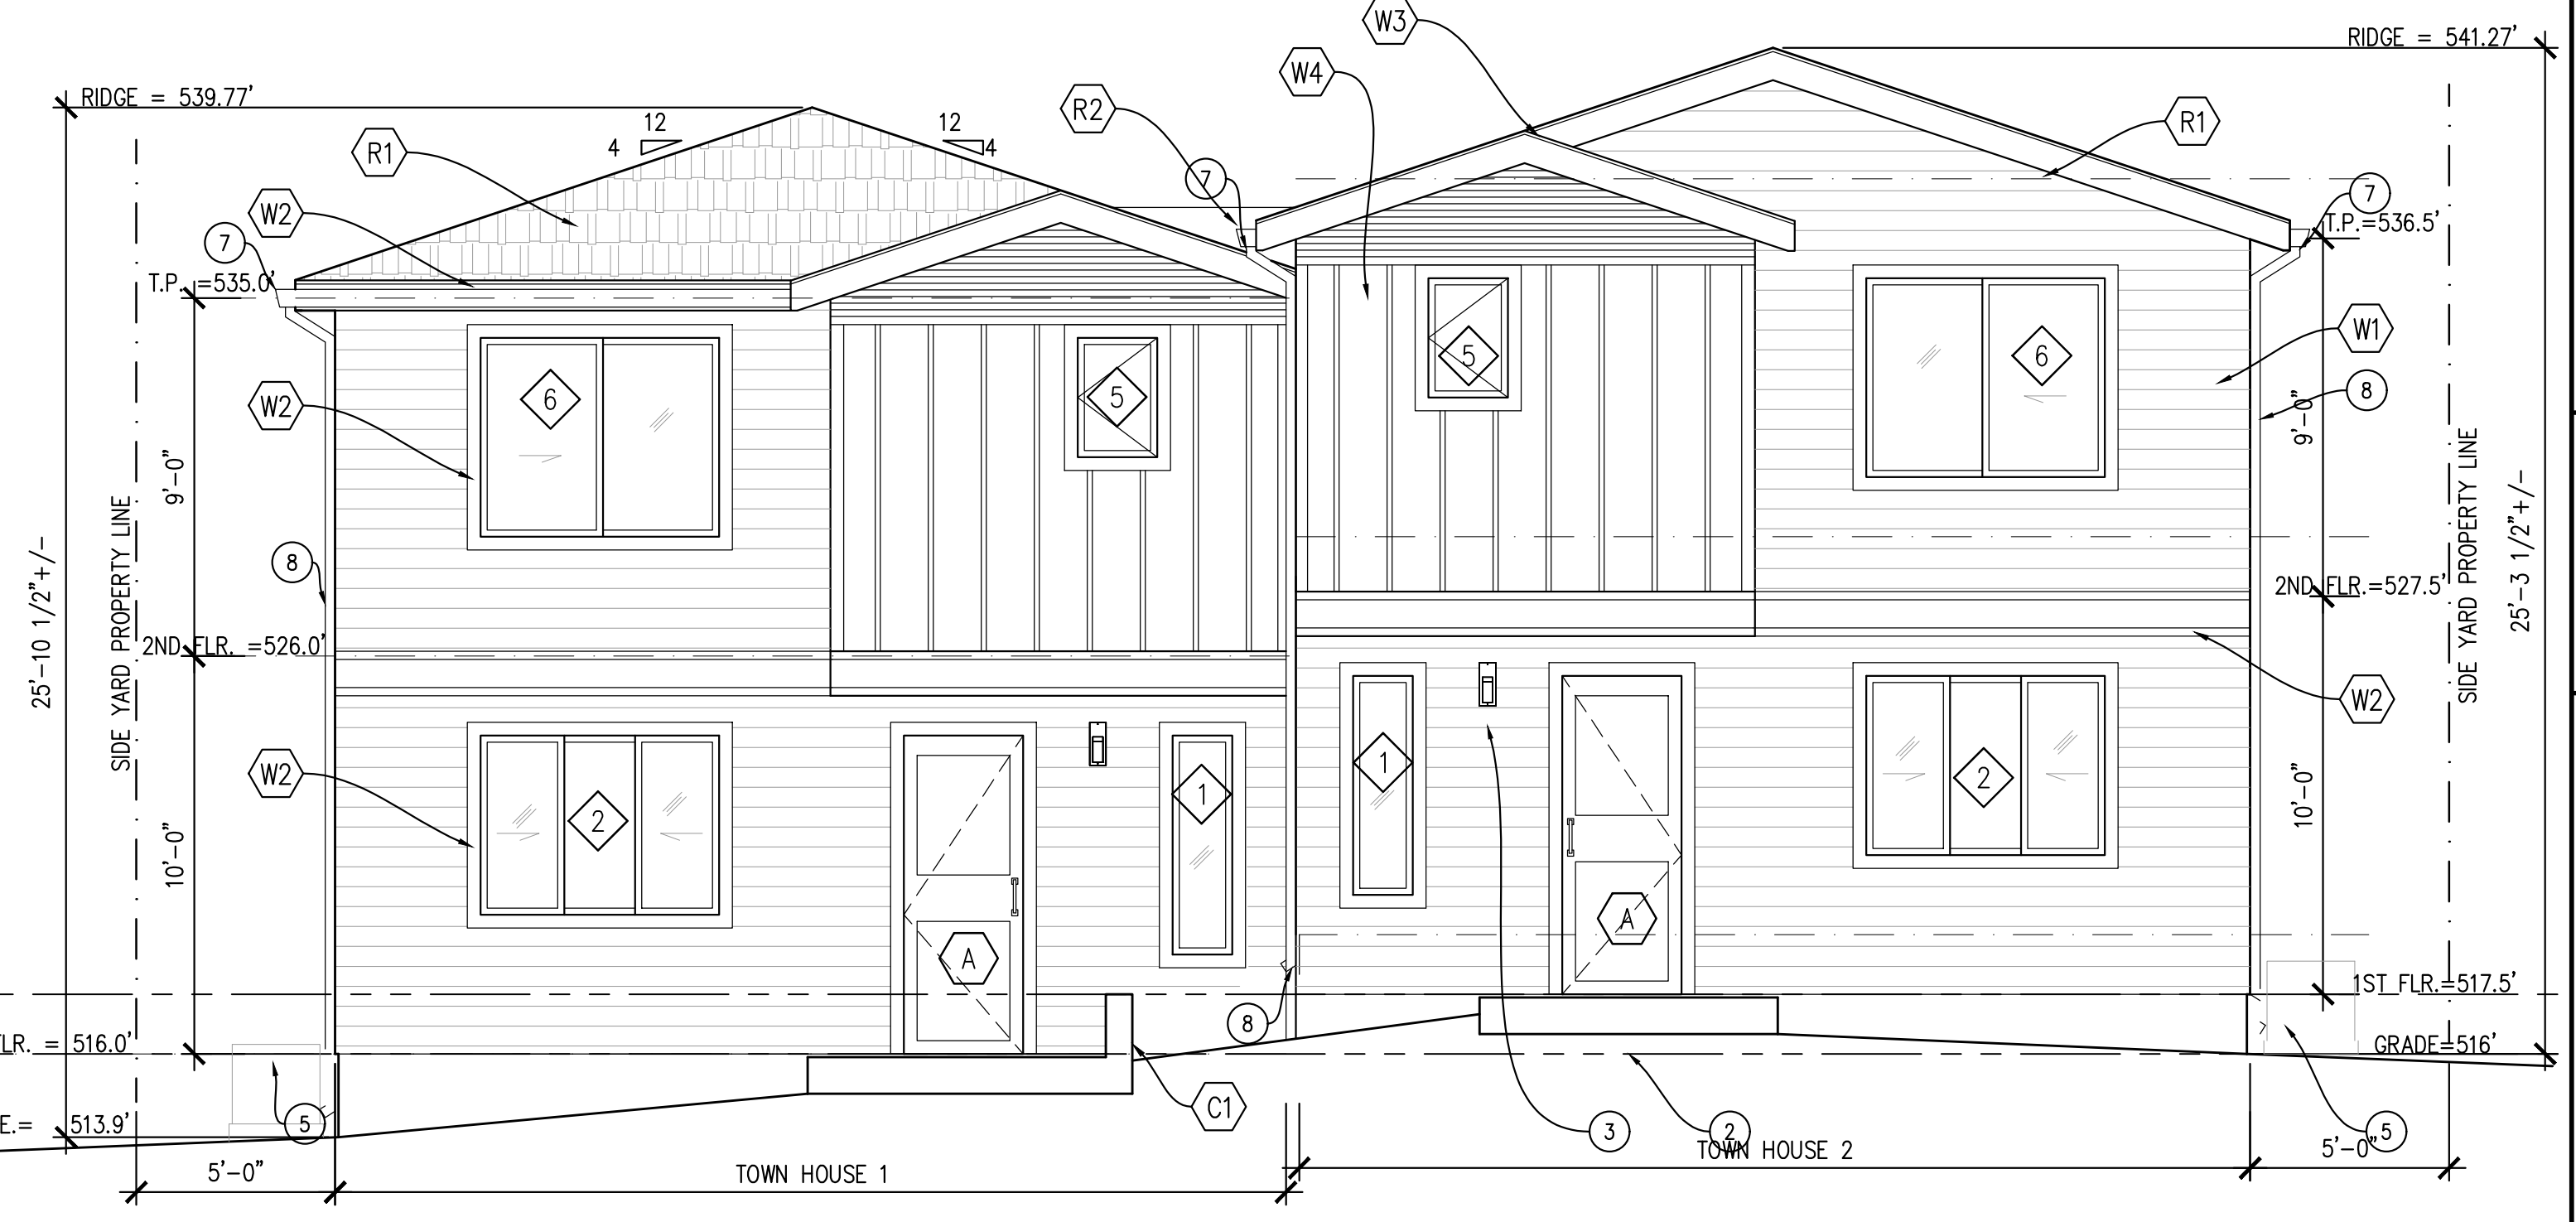 W3
RIDGE = 541.27'
W4
RIDGE = 539.77'
R2
12
12
4
4
R1
R1
7
7
W2
T.P.=536.5'
7
T.P. =535.0'
W1
5
6
6
5
8
W2
9'-0"
9'-0"
SIDE YARD PROPERTY LINE
SIDE YARD PROPERTY LINE
25'-10 1/2"+/-
25'-3 1/2"+/-
8
2ND FLR.=527.5'
2ND FLR. =526.0'
W2
W2
1
2
1
2
10'-0"
10'-0"
A
A
1ST FLR.=517.5'
8
LR. = 516.0'
GRADE=516'
C1
E.= 513.9'
5
3
2
5
TOWN HOUSE 2
5'-0"
5'-0"
TOWN HOUSE 1